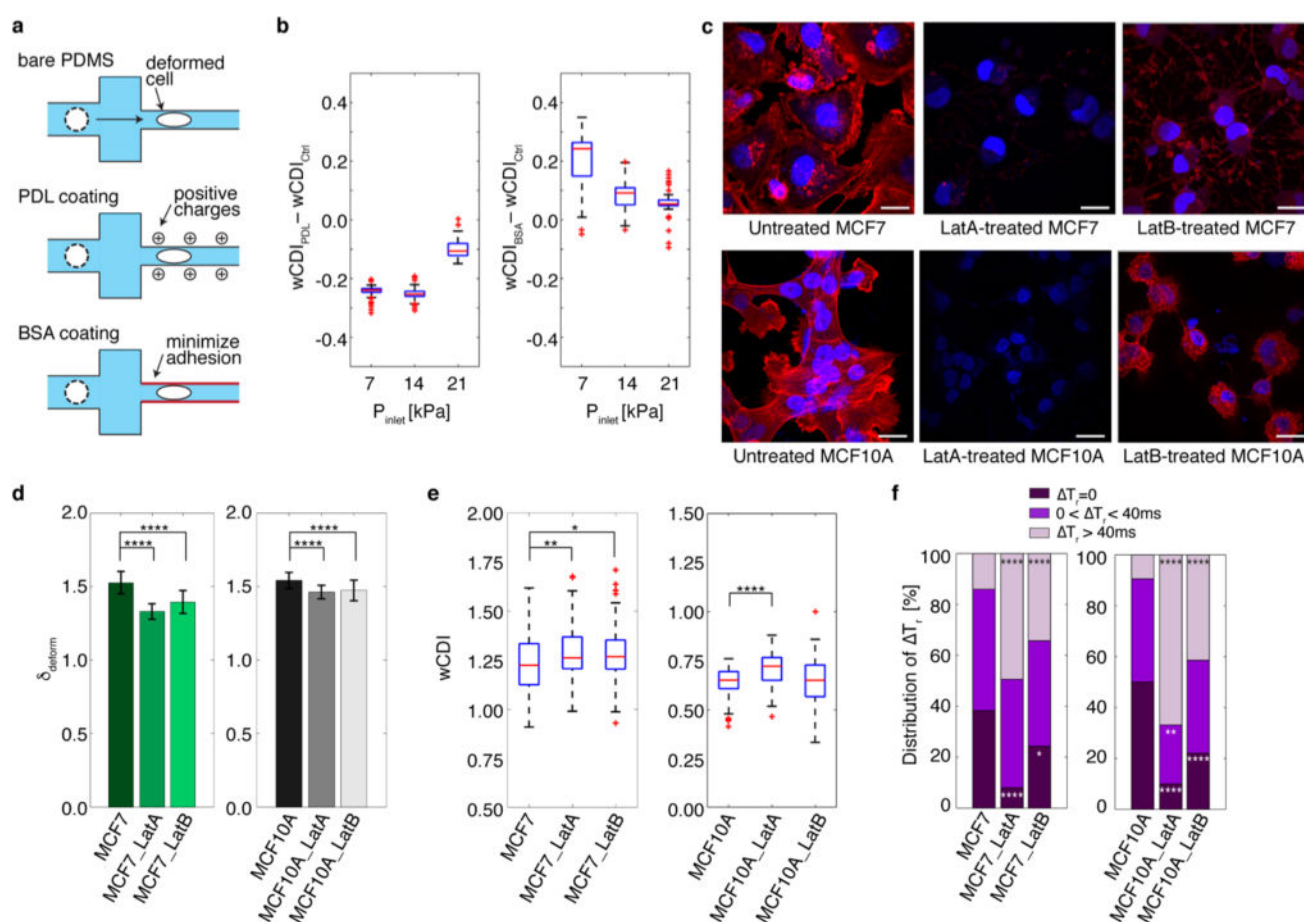 a
bare PDMS
deformed
cell
PDL coating
positive
charges
⊕ ⊕ ⊕
⊕ ⊕ ⊕
BSA coating
minimize
adhesion
b
wCDI_PDL – wCDI_Ctrl
0.4
0.2
0.0
-0.2
-0.4
7 14 21
P_inlet [kPa]
wCDI_BSA – wCDI_Ctrl
0.4
0.2
0.0
-0.2
-0.4
7 14 21
P_inlet [kPa]
c
Untreated MCF7
LatA-treated MCF7
LatB-treated MCF7
Untreated MCF10A
LatA-treated MCF10A
LatB-treated MCF10A
d
δ_deform
2.0
1.5
1.0
0.5
0.0
****
****
MCF7
MCF7_LatA
MCF7_LatB
2.0
1.5
1.0
1.5
0.0
****
****
MCF10A
MCF10A_LatA
MCF10A_LatB
e
wCDI
2.00
1.75
1.50
1.25
1.00
0.75
0.50
*
**
MCF7
MCF7_LatA
MCF7_LatB
1.50
1.25
1.00
0.75
0.50
0.25
0.00
****
MCF10A
MCF10A_LatA
MCF10A_LatB
f
ΔT_r=0
0 < ΔT_r < 40ms
ΔT_r > 40ms
Distribution of ΔT_r [%]
100
80
60
40
20
0
**** ****
*
****
MCF7
MCF7_LatA
MCF7_LatB
100
80
60
40
20
0
**** ****
**
****
****
MCF10A
MCF10A_LatA
MCF10A_LatB